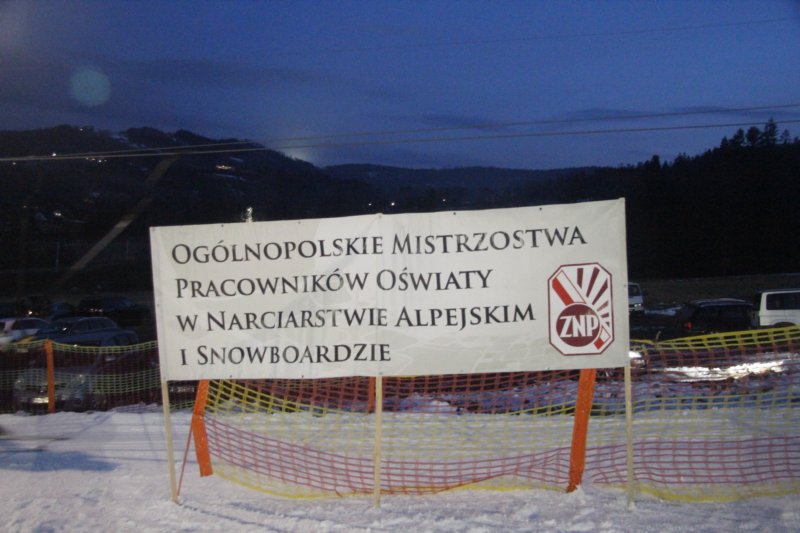 Ogólnopolskie Mistrzostwa
Pracowników Oświaty
w Narciarstwie Alpejskim
i Snowboardzie
ZNP